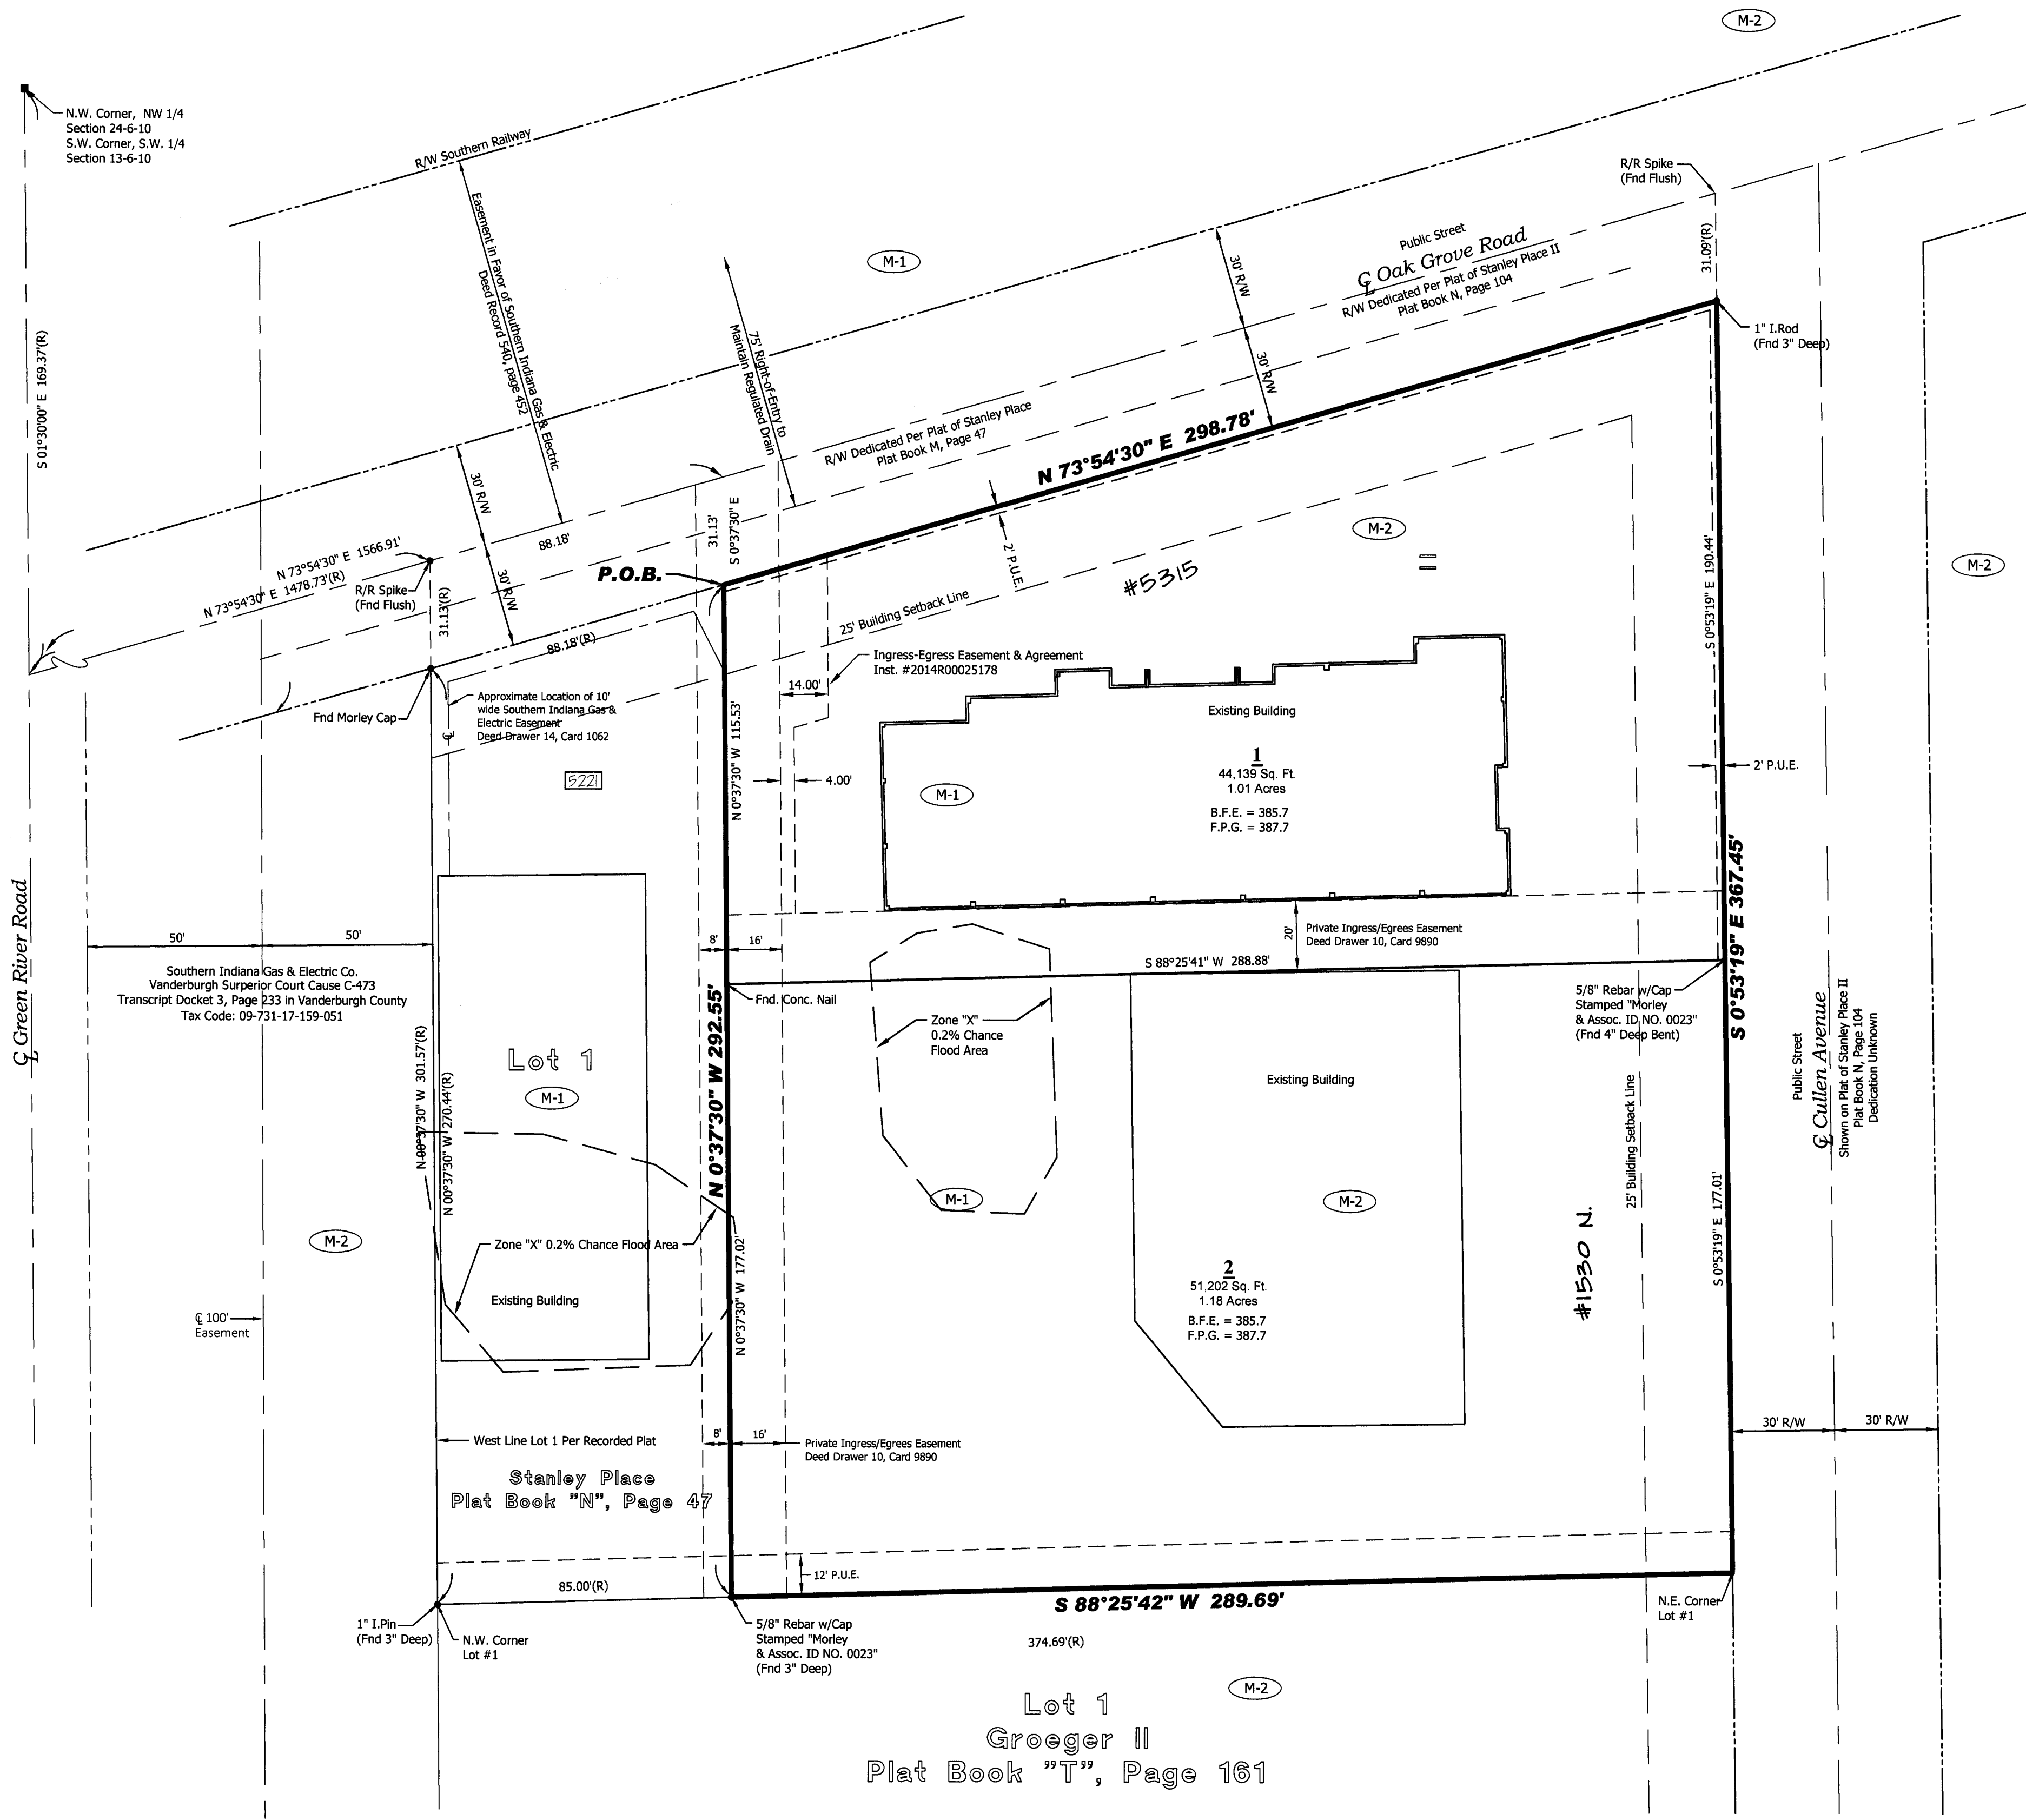 M-2
N.W. Corner, NW 1/4
Section 24-6-10
S.W. Corner, S.W. 1/4
Section 13-6-10
R/W Southern Railway
Easement in Favor of Southern Indiana Gas & Electric
Deed Record 540, page 452
M-1
75' Right-of-Entry to
Maintain Regulated Drain
30' R/W
30' R/W
Public Street
℄ Oak Grove Road
R/W Dedicated Per Plat of Stanley Place II
Plat Book N, Page 104
R/R Spike
(Fnd Flush)
31.09'(R)
1" I.Rod
(Fnd 3" Deep)
S 01°30'00" E 169.37'(R)
R/W Dedicated Per Plat of Stanley Place
Plat Book M, Page 47
N 73°54'30" E 298.78'
30' R/W
30' R/W
88.18'
31.13'
S 0°37'30" E
N 73°54'30" E 1566.91'
N 73°54'30" E 1478.73'(R)
R/R Spike
(Fnd Flush)
31.13'(R)
P.O.B.
88.18'(R)
2' P.U.E.
#5315
M-2
M-2
25' Building Setback Line
Ingress-Egress Easement & Agreement
Inst. #2014R00025178
14.00'
4.00'
Fnd Morley Cap
Approximate Location of 10'
wide Southern Indiana Gas &
Electric Easement
Deed Drawer 14, Card 1062
℄
5221
N 0°37'30" W 115.53'
Existing Building
1
44,139 Sq. Ft.
1.01 Acres
B.F.E. = 385.7
F.P.G. = 387.7
M-1
S 0°53'19" E 190.44'
2' P.U.E.
S 0°53'19" E 367.45'
℄ Green River Road
50'
50'
Southern Indiana Gas & Electric Co.
Vanderburgh Surperior Court Cause C-473
Transcript Docket 3, Page 233 in Vanderburgh County
Tax Code: 09-731-17-159-051
8'
16'
20'
Private Ingress/Egrees Easement
Deed Drawer 10, Card 9890
S 88°25'41" W 288.88'
Fnd. Conc. Nail
5/8" Rebar w/Cap
Stamped "Morley
& Assoc. ID NO. 0023"
(Fnd 4" Deep Bent)
N 00°37'30" W 301.57'(R)
N 00°37'30" W 270.44'(R)
Lot 1
M-1
N 0°37'30" W 292.55'
Zone "X"
0.2% Chance
Flood Area
Existing Building
M-1
M-2
25' Building Setback Line
Public Street
℄ Cullen Avenue
Shown on Plat of Stanley Place II
Plat Book N, Page 104
Dedication Unknown
M-2
Zone "X" 0.2% Chance Flood Area
Existing Building
N 0°37'30" W 177.02'
2
51,202 Sq. Ft.
1.18 Acres
B.F.E. = 385.7
F.P.G. = 387.7
#1530 N.
S 0°53'19" E 177.01'
℄ 100'
Easement
30' R/W
30' R/W
West Line Lot 1 Per Recorded Plat
8'
16'
Private Ingress/Egrees Easement
Deed Drawer 10, Card 9890
Stanley Place
Plat Book "N", Page 47
12' P.U.E.
85.00'(R)
S 88°25'42" W 289.69'
N.E. Corner
Lot #1
1" I.Pin
(Fnd 3" Deep)
N.W. Corner
Lot #1
5/8" Rebar w/Cap
Stamped "Morley
& Assoc. ID NO. 0023"
(Fnd 3" Deep)
374.69'(R)
M-2
Lot 1
Groeger II
Plat Book "T", Page 161